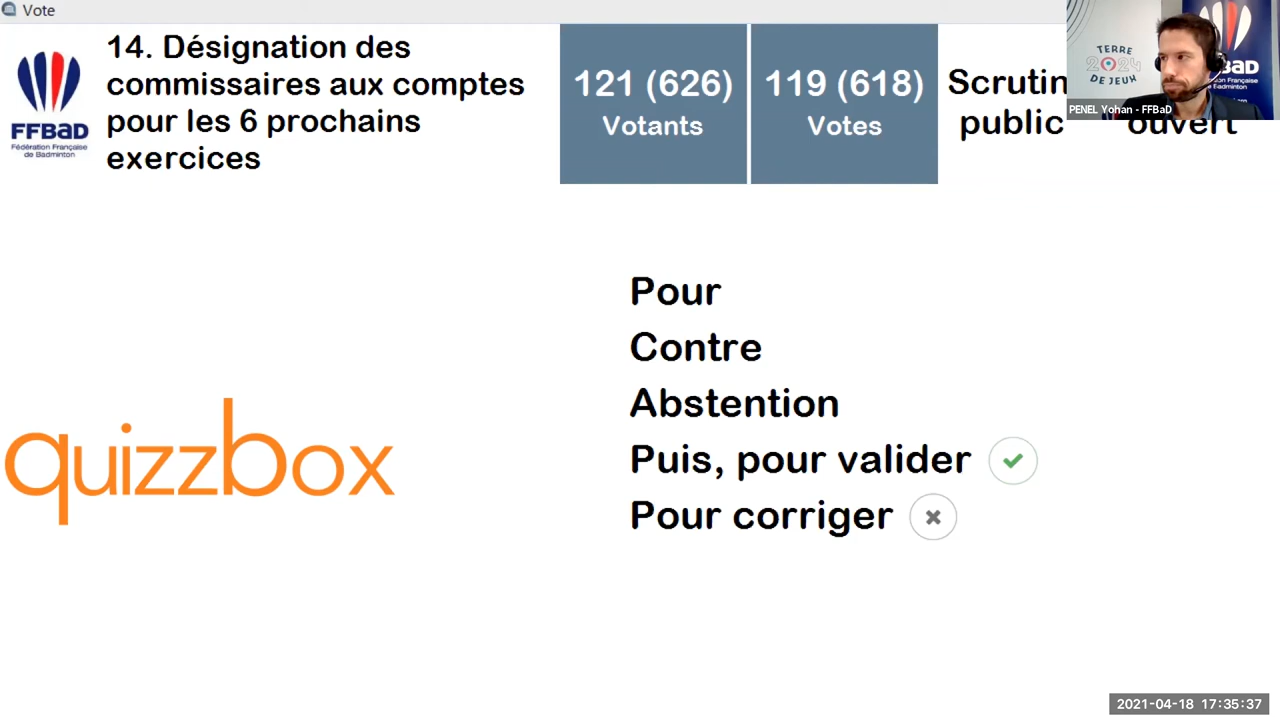 Vote
14. Désignation des
commissaires aux comptes
pour les 6 prochains
exercices
FFBaD
Fédération Française
de Badminton
121 (626)
Votants
119 (618)
Votes
Scrutin
public
ouvert
TERRE
2024
DE JEUX
PENEL Yohan - FFBaD
Pour
Contre
Abstention
Puis, pour valider
Pour corriger
quizzbox
2021-04-18 17:35:37